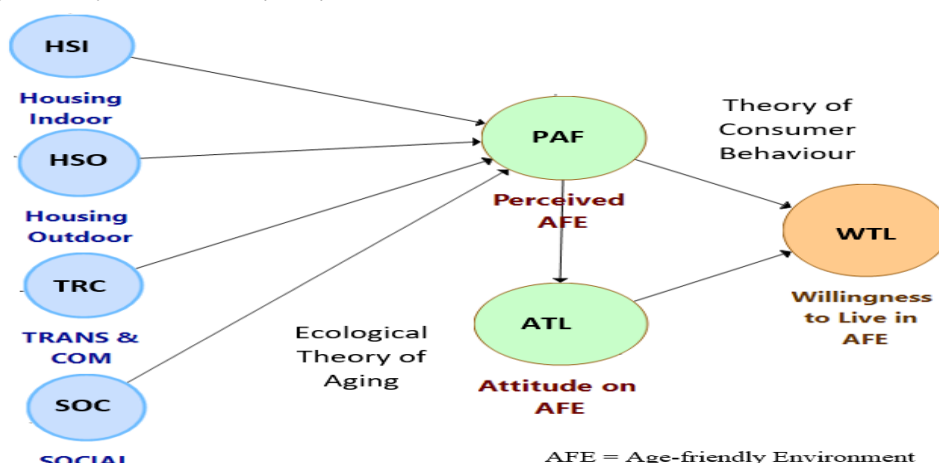 HSI
Housing
Indoor
HSO
Housing
Outdoor
TRC
TRANS &
COM
SOC
SOCIAL
PAF
Perceived
AFE
ATL
Attitude on
AFE
Ecological
Theory of
Aging
Theory of
Consumer
Behaviour
WTL
Willingness
to Live in
AFE
AFE = Age-friendly Environment